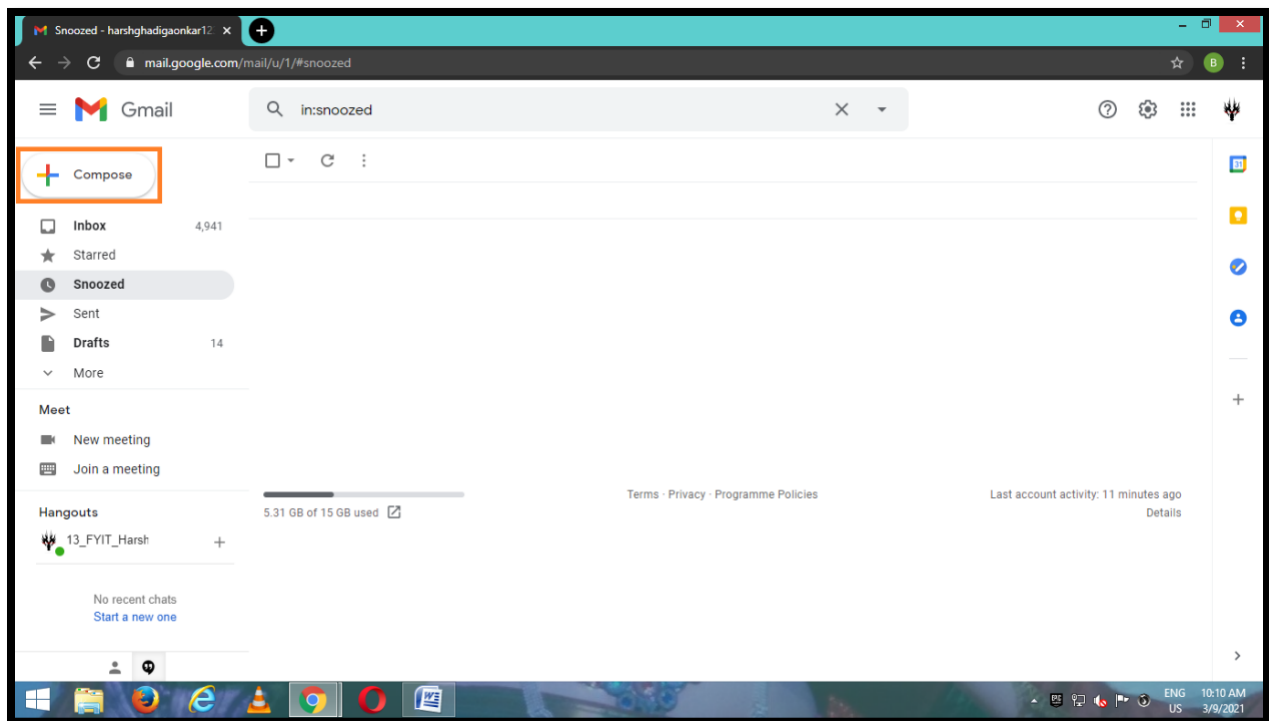 Snoozed - harshghadigaonkar12
mail.google.com/mail/u/1/#snoozed
B
Gmail
in:snoozed
31
Compose
Inbox 4,941
Starred
Snoozed
Sent
Drafts 14
More
Meet
New meeting
Join a meeting
Hangouts
13_FYIT_Harsh
No recent chats
Start a new one
5.31 GB of 15 GB used
Terms · Privacy · Programme Policies
Last account activity: 11 minutes ago
Details
ENG 10:10 AM
US 3/9/2021